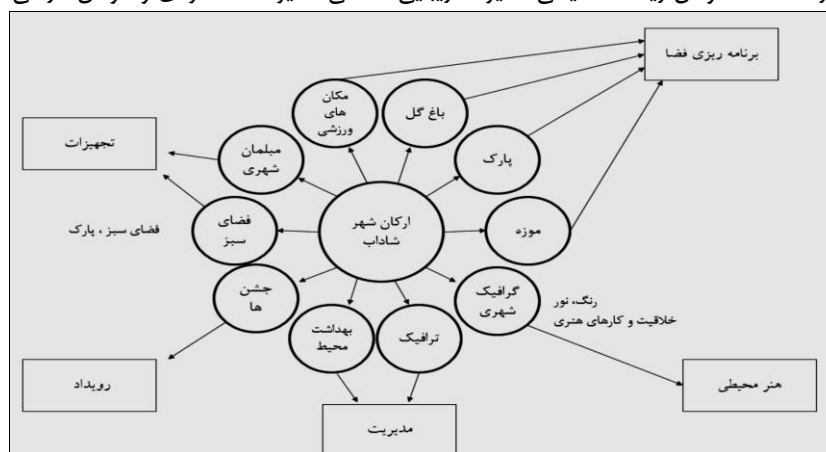 برنامه ریزی فضا
مکان
های
ورزشی
باغ گل
پارک
تجهیزات
مبلمان
شهری
ارکان شهر
شاداب
موزه
فضای
سبز
فضای سبز ، پارک
جشن
ها
گرافیک
شهری
رنگ، نور
خلاقیت و کارهای هنری
بهداشت
محیط
ترافیک
رویداد
هنر محیطی
مدیریت